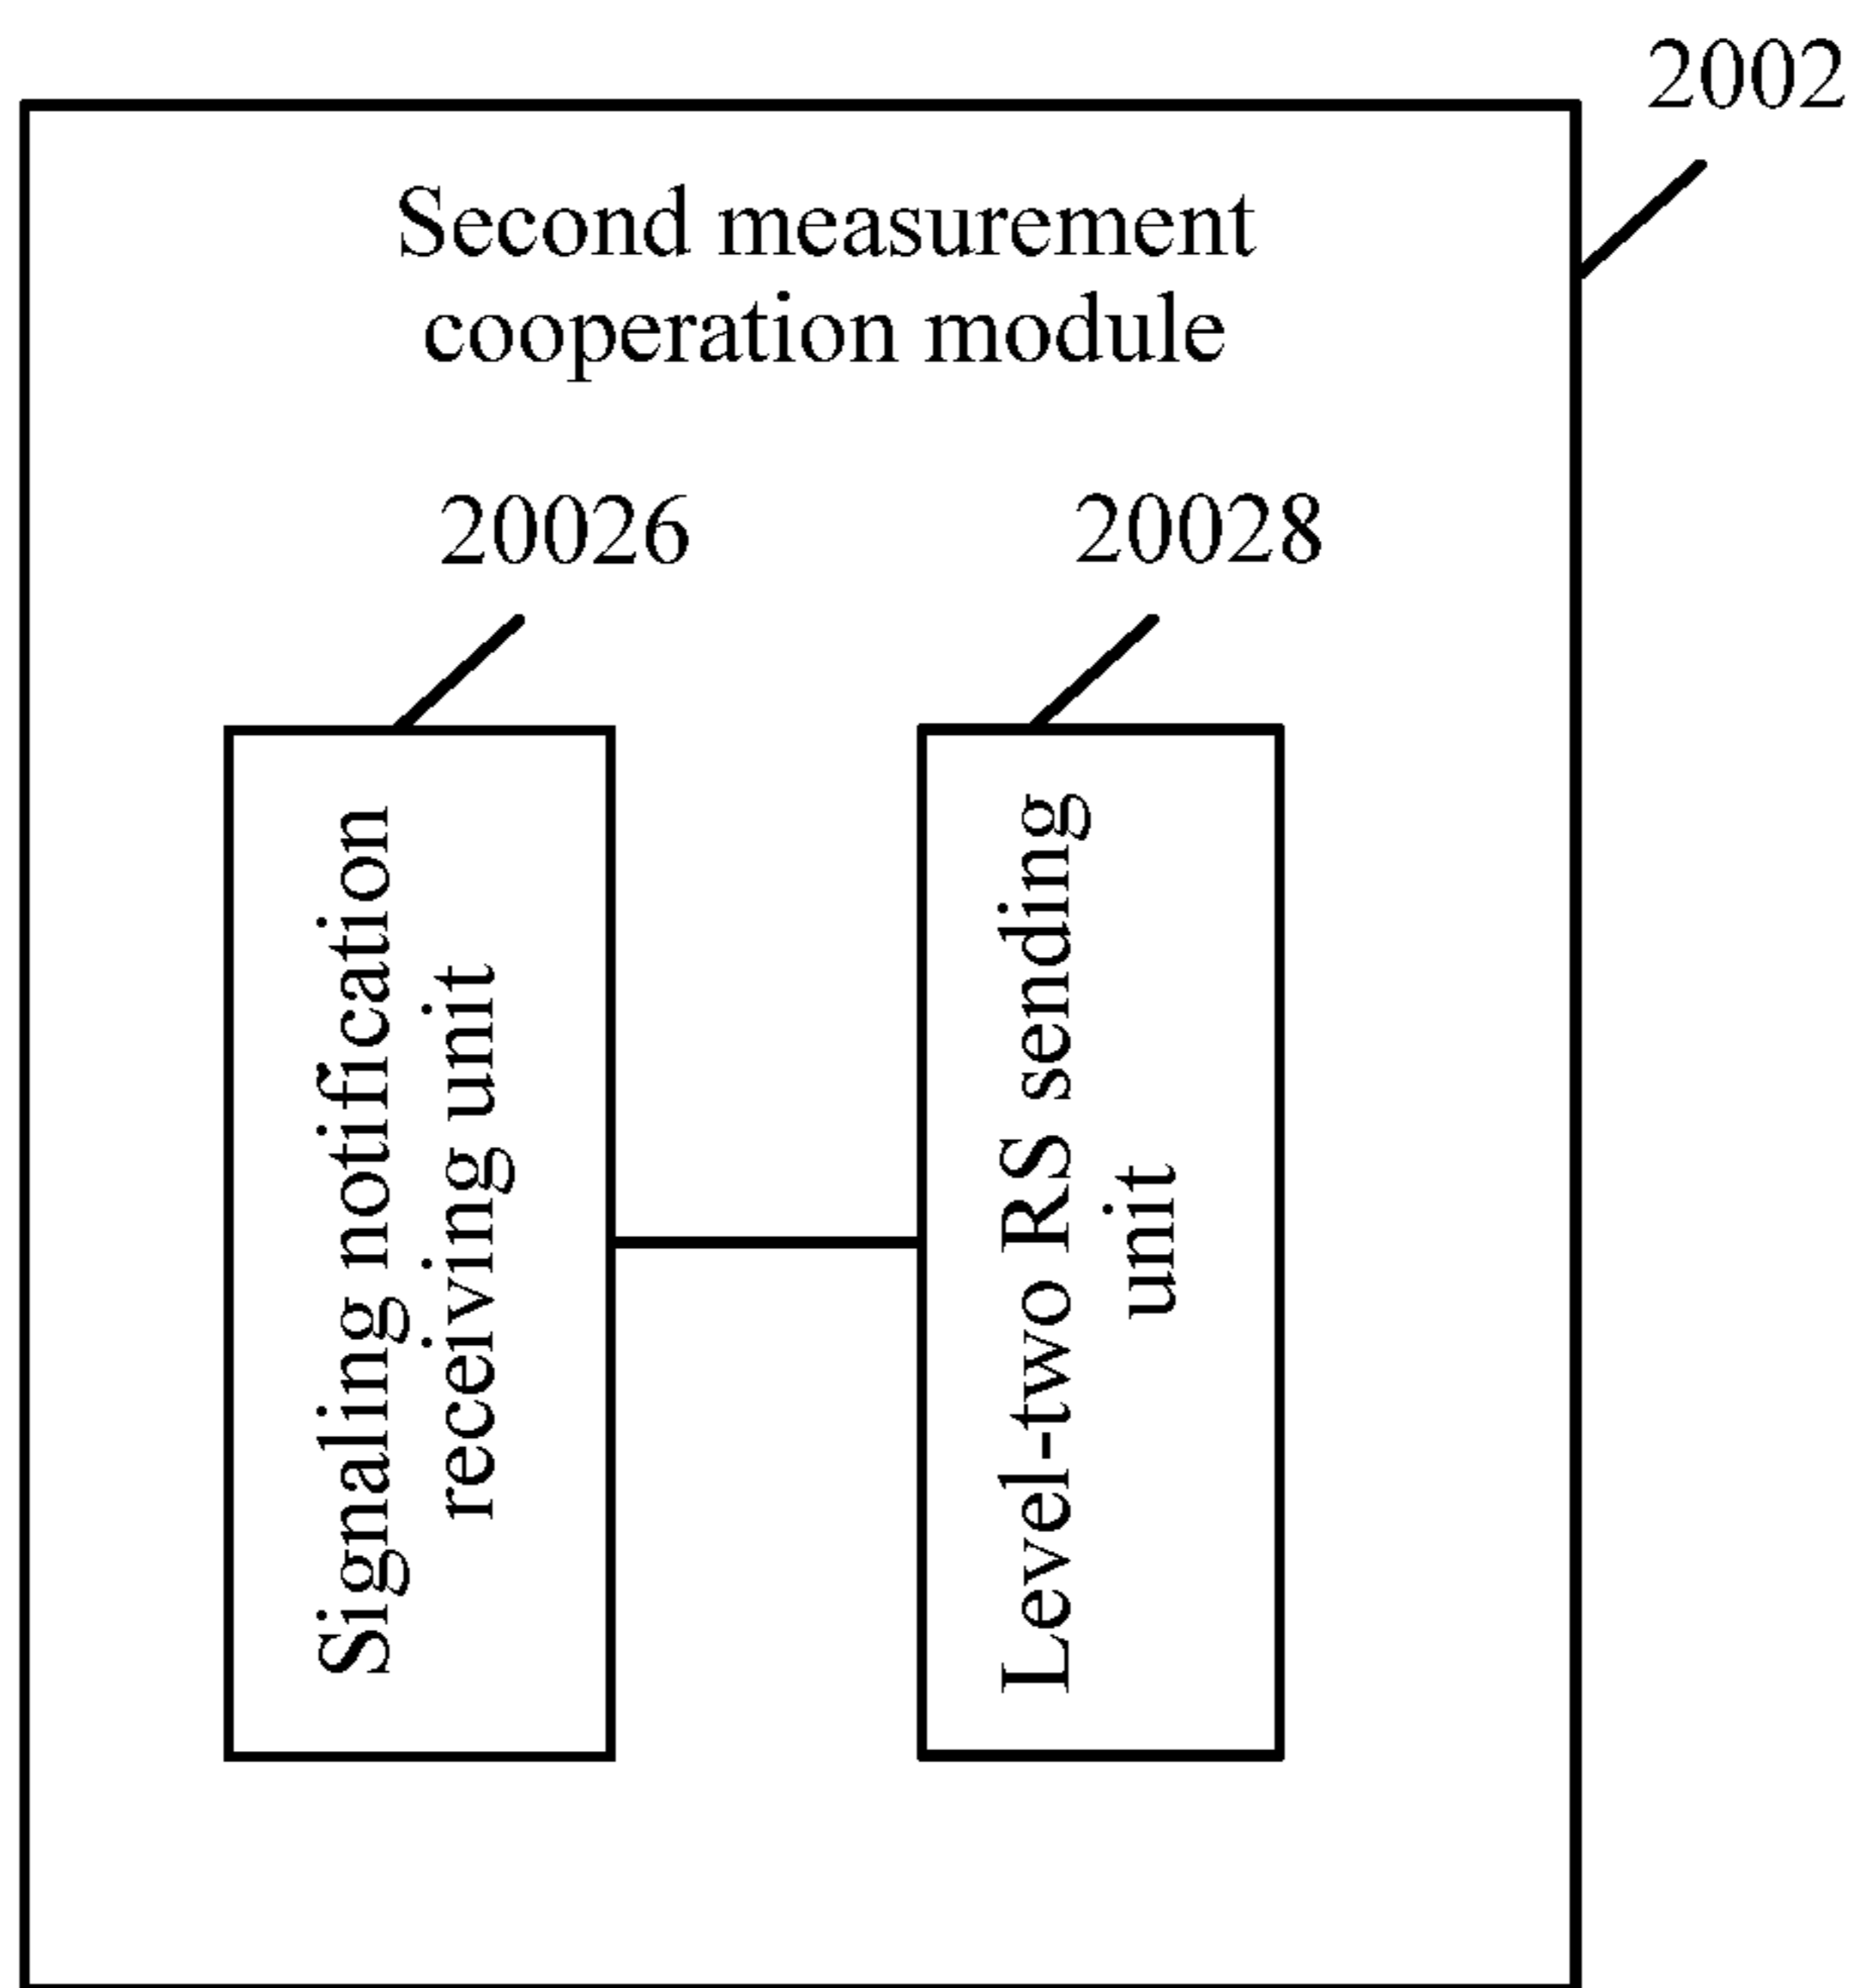 2002
Second measurement
cooperation module
20026
20028
Signaling notification
receiving unit
Level-two RS sending
unit